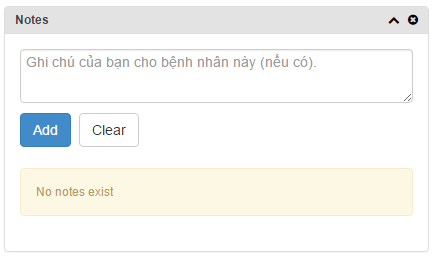 Notes
Ghi chú của bạn cho bệnh nhân này (nếu có).
Add Clear
No notes exist